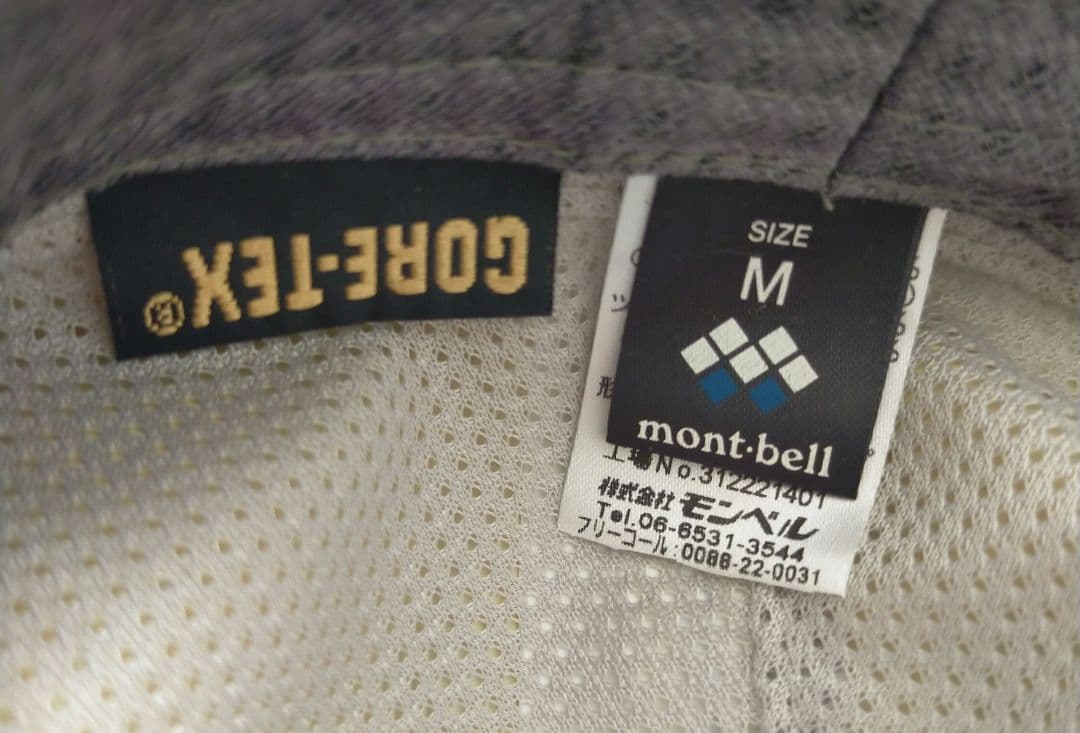 GORE-TEX®
SIZE
M
mont·bell
工場No.312221401
株式会社モンベル
Tel.06-6531-3544
フリーコール:0088-22-0031